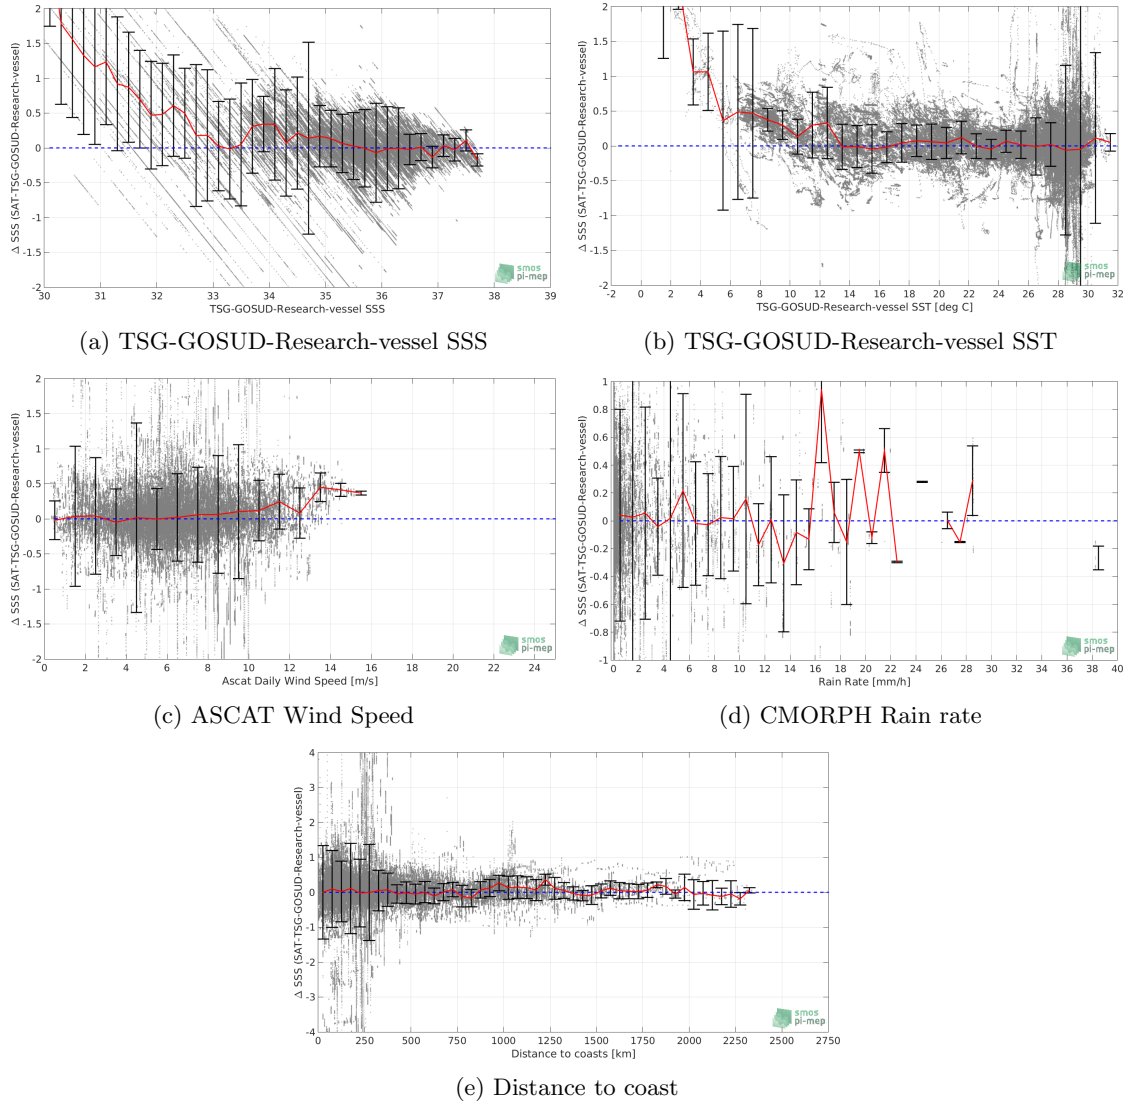 2
1.5
1
0.5
0
-0.5
-1
-1.5
-2
Δ SSS (SAT-TSG-GOSUD-Research-vessel)
30 31 32 33 34 35 36 37 38 39
TSG-GOSUD-Research-vessel SSS
smos
pi-mep
(a) TSG-GOSUD-Research-vessel SSS
2
1.5
1
0.5
0
-0.5
-1
-1.5
-2
Δ SSS (SAT-TSG-GOSUD-Research-vessel)
-2 0 2 4 6 8 10 12 14 16 18 20 22 24 26 28 30 32
TSG-GOSUD-Research-vessel SST [deg C]
smos
pi-mep
(b) TSG-GOSUD-Research-vessel SST
2
1.5
1
0.5
0
-0.5
-1
-1.5
-2
Δ SSS (SAT-TSG-GOSUD-Research-vessel)
0 2 4 6 8 10 12 14 16 18 20 22 24
Ascat Daily Wind Speed [m/s]
smos
pi-mep
(c) ASCAT Wind Speed
1
0.8
0.6
0.4
0.2
0
-0.2
-0.4
-0.6
-0.8
-1
Δ SSS (SAT-TSG-GOSUD-Research-vessel)
0 2 4 6 8 10 12 14 16 18 20 22 24 26 28 30 32 34 36 38 40
Rain Rate [mm/h]
smos
pi-mep
(d) CMORPH Rain rate
4
3
2
1
0
-1
-2
-3
-4
Δ SSS (SAT-TSG-GOSUD-Research-vessel)
0 250 500 750 1000 1250 1500 1750 2000 2250 2500 2750
Distance to coasts [km]
smos
pi-mep
(e) Distance to coast